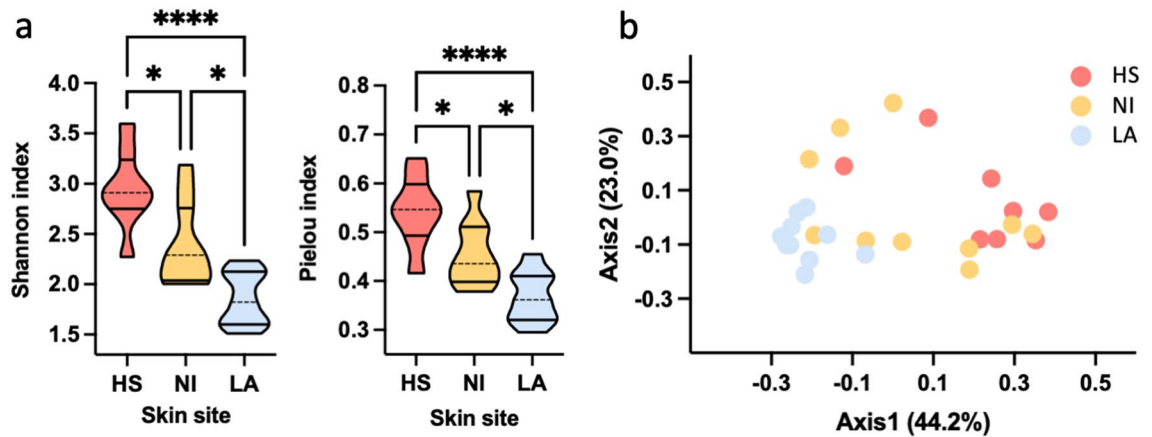 a
****
*
*
4.0
3.5
3.0
2.5
2.0
1.5
Shannon index
HS
NI
LA
Skin site
****
*
*
0.8
0.7
0.6
0.5
0.4
0.3
Pielou index
HS
NI
LA
Skin site
b
HS
NI
LA
0.5
0.3
0.1
-0.1
-0.3
Axis2 (23.0%)
-0.3
-0.1
0.1
0.3
0.5
Axis1 (44.2%)